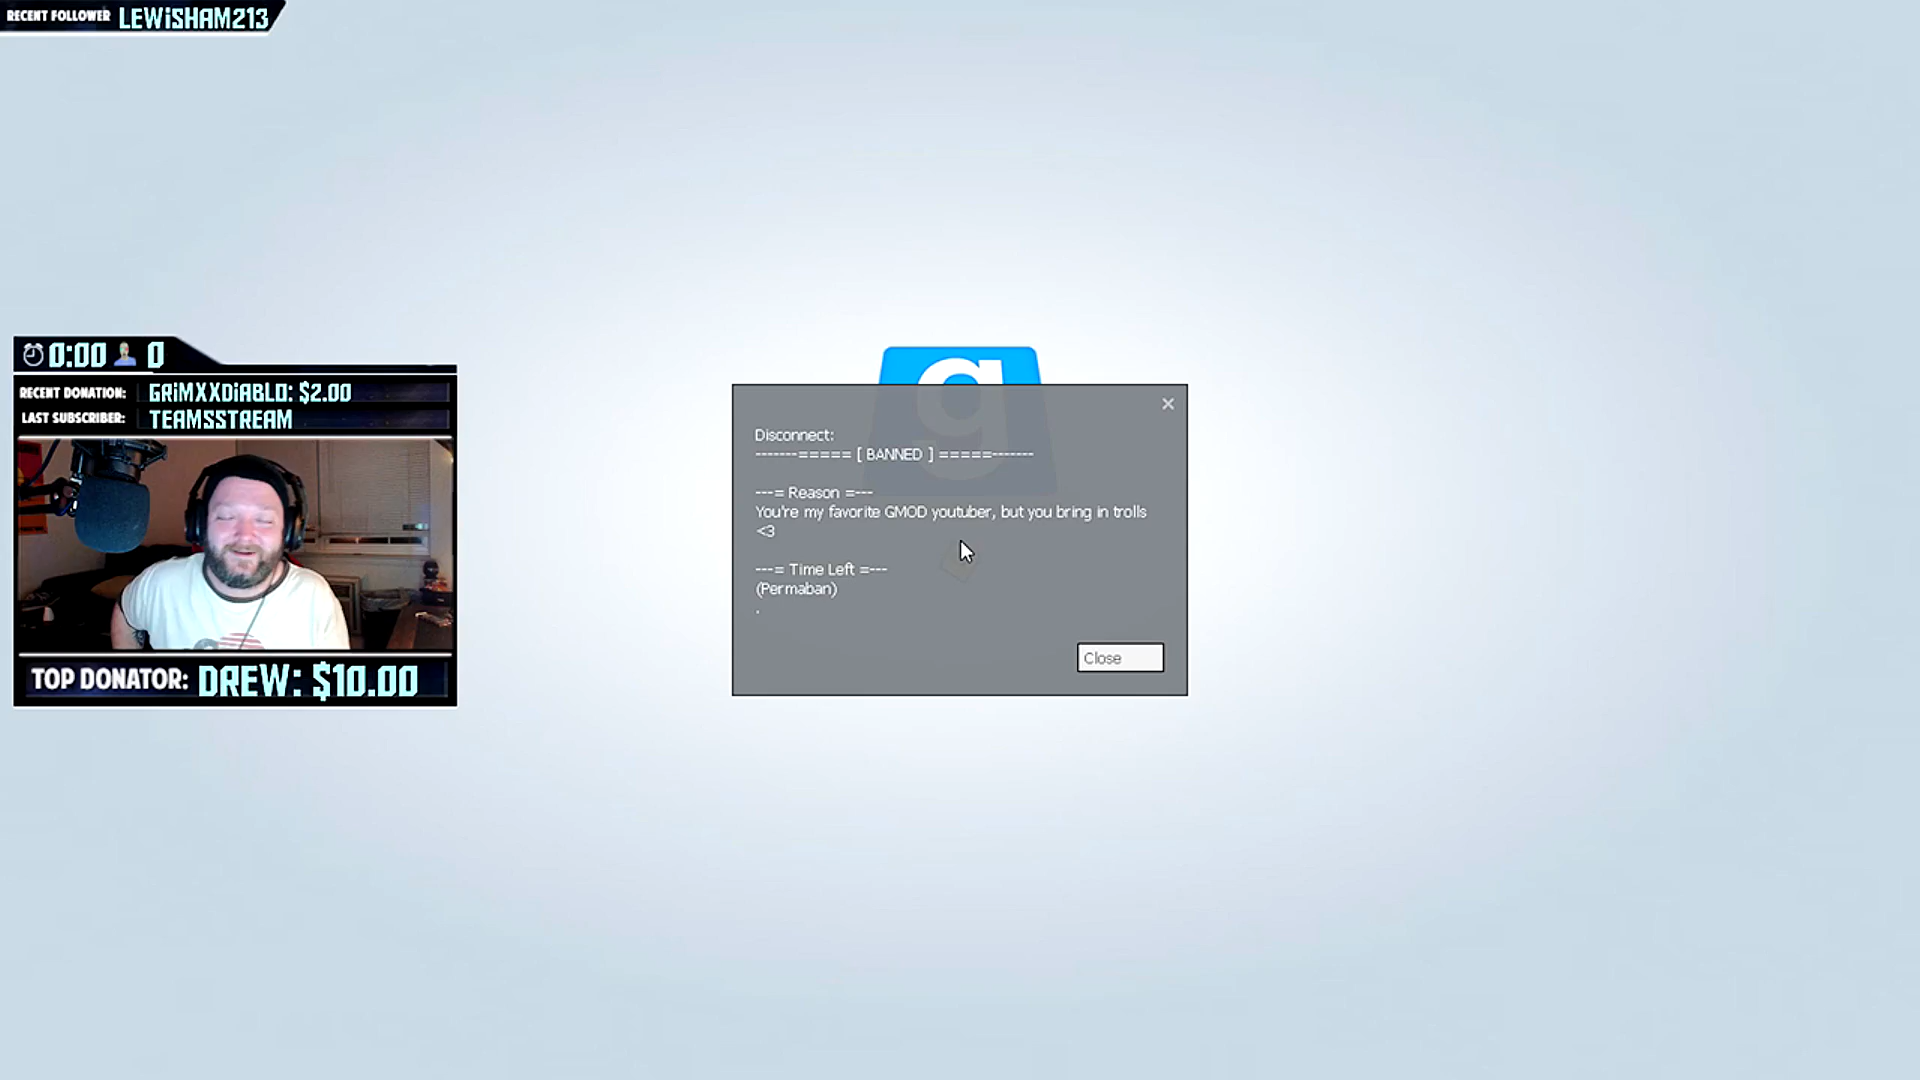 RECENT FOLLOWER LEWiSHAM213
0:00 0
RECENT DONATION: GRiMXXDiABLO: $2.00
LAST SUBSCRIBER: TEAMSSTREAM
TOP DONATOR: DREW: $10.00
g
Disconnect:
-------===== [ BANNED ] =====-------
---= Reason =---
You're my favorite GMOD youtuber, but you bring in trolls
<3
---= Time Left =---
(Permaban)
.
Close